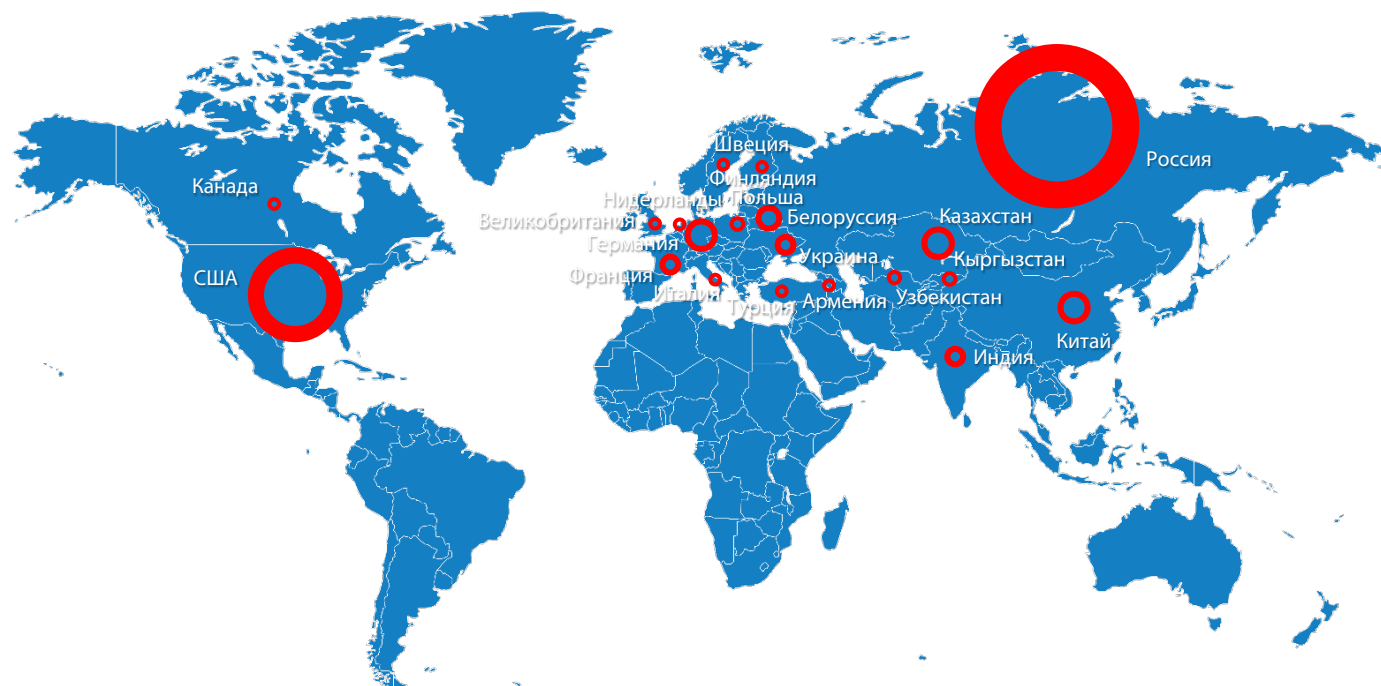 Швеция
Россия
Финляндия
Канада
Нидерланды
Польша
Великобритания
Белоруссия
Казахстан
Германия
Украина
Кыргызстан
Франция
США
Италия
Турция
Армения
Узбекистан
Китай
Индия